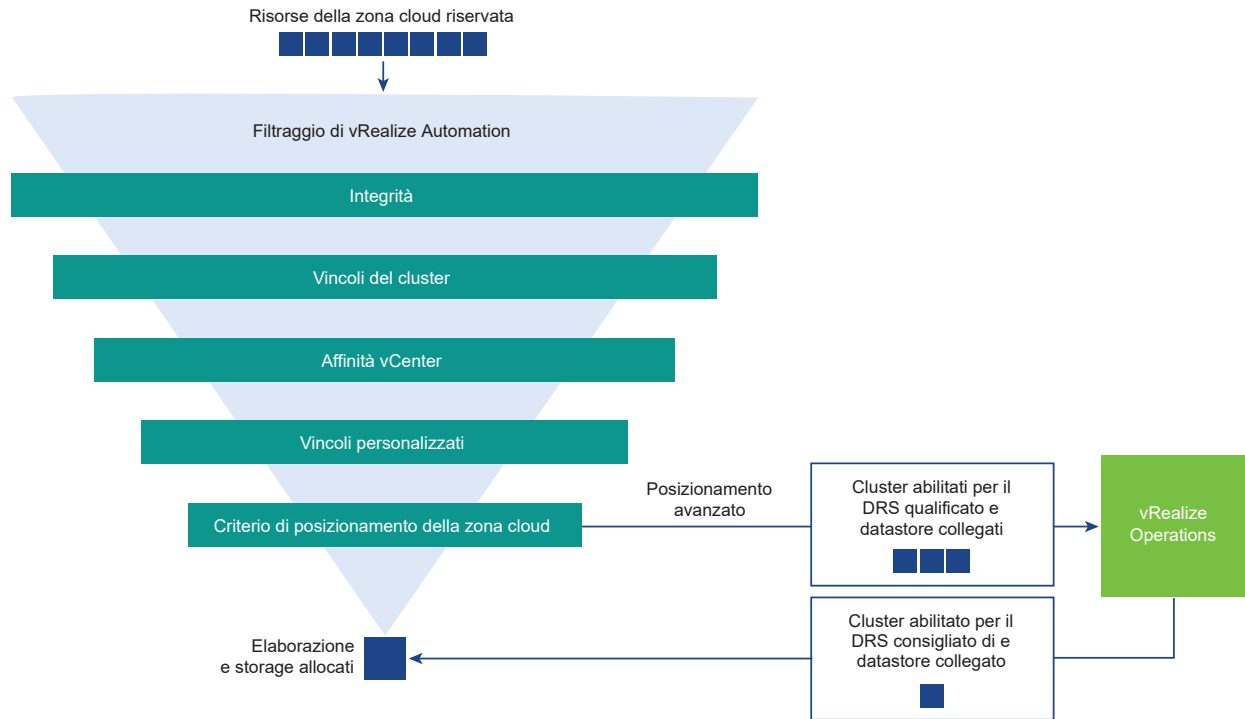 Risorse della zona cloud riservata
Filtraggio di vRealize Automation
Integrità
Vincoli del cluster
Affinità vCenter
Vincoli personalizzati
Criterio di posizionamento della zona cloud
Posizionamento
avanzato
Cluster abilitati per il
DRS qualificato e
datastore collegati
vRealize
Operations
Cluster abilitato per il
DRS consigliato di e
datastore collegato
Elaborazione
e storage allocati